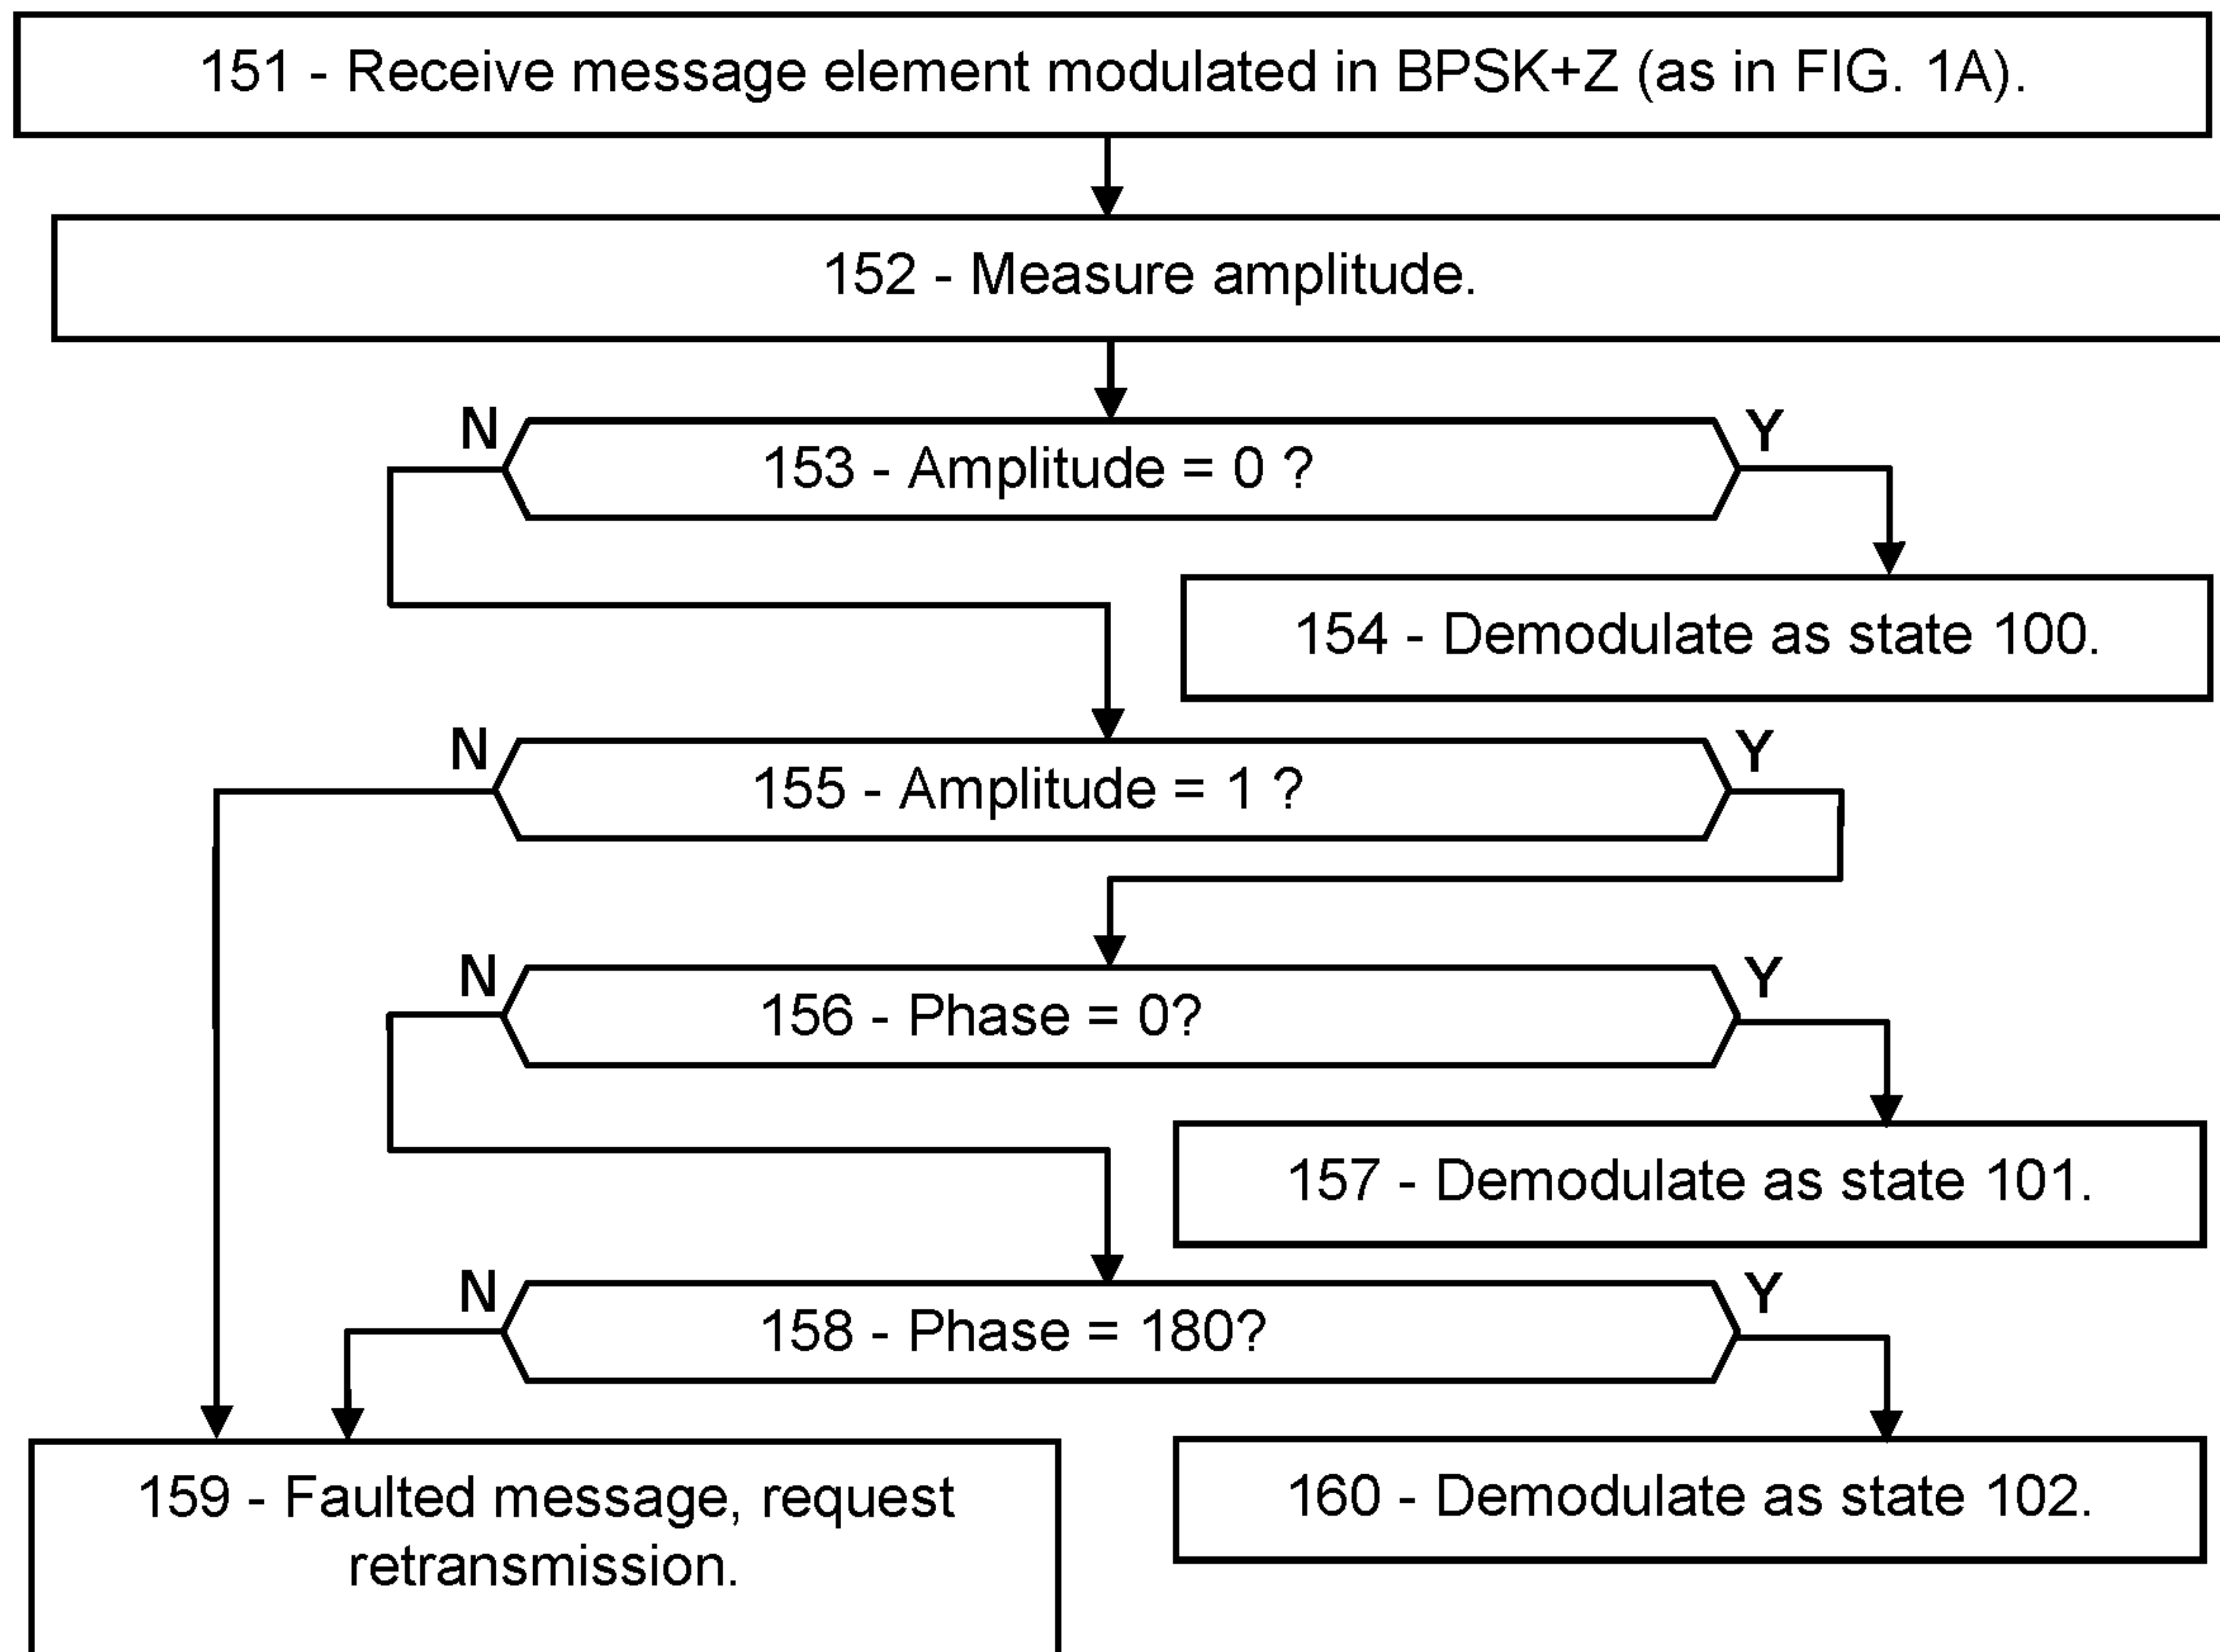 151 - Receive message element modulated in BPSK+Z (as in FIG. 1A).
152 - Measure amplitude.
N
Y
153 - Amplitude = 0 ?
154 - Demodulate as state 100.
N
Y
155 - Amplitude = 1 ?
N
Y
156 - Phase = 0?
157 - Demodulate as state 101.
N
Y
158 - Phase = 180?
159 - Faulted message, request
retransmission.
160 - Demodulate as state 102.